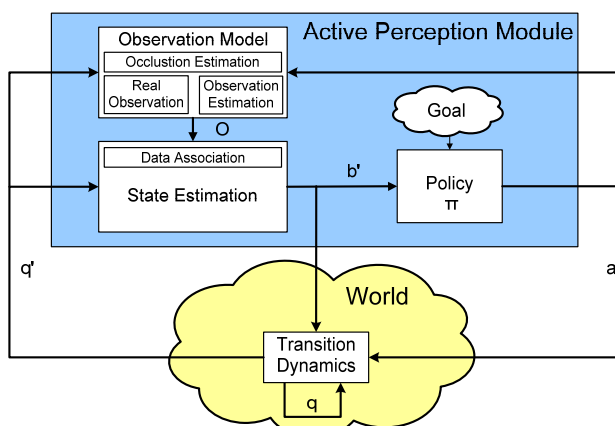 Active Perception Module
Observation Model
Occlusion Estimation
Real
Observation
Observation
Estimation
O
Goal
Data Association
State Estimation
b'
Policy
π
q'
a
World
Transition
Dynamics
q